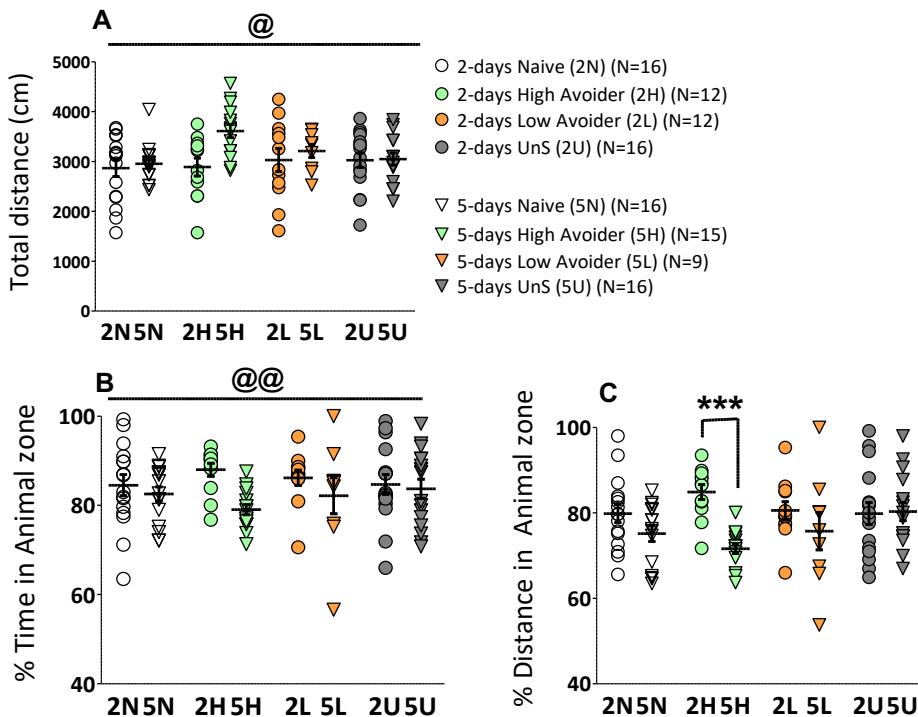 A
@
Total distance (cm)
5000
4000
3000
2000
1000
0
2N 5N 2H 5H 2L 5L 2U 5U
2-days Naive (2N) (N=16)
2-days High Avoider (2H) (N=12)
2-days Low Avoider (2L) (N=12)
2-days UnS (2U) (N=16)
5-days Naive (5N) (N=16)
5-days High Avoider (5H) (N=15)
5-days Low Avoider (5L) (N=9)
5-days UnS (5U) (N=16)
B
@@
% Time in Animal zone
100
80
60
40
2N 5N 2H 5H 2L 5L 2U 5U
C
***
% Distance in Animal zone
100
80
60
40
2N 5N 2H 5H 2L 5L 2U 5U